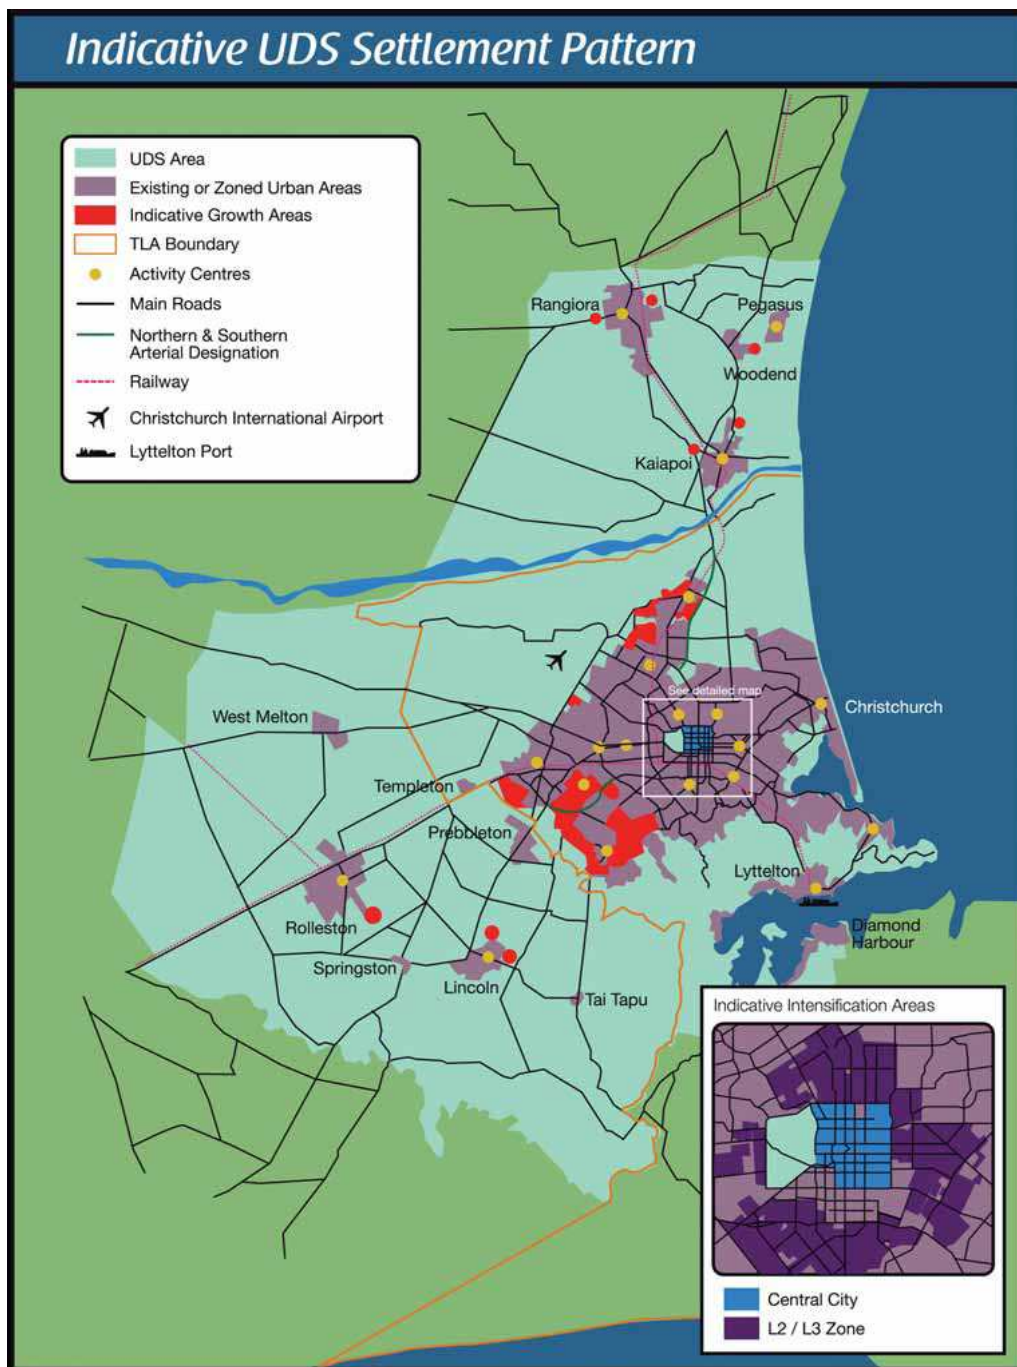 Indicative UDS Settlement Pattern
UDS Area
Existing or Zoned Urban Areas
Indicative Growth Areas
TLA Boundary
Activity Centres
Main Roads
Northern & Southern
Arterial Designation
Railway
Christchurch International Airport
Lyttelton Port
Rangiora
Pegasus
Woodend
Kaiapoi
See detailed map
Christchurch
West Melton
Templeton
Prebbleton
Lyttelton
Rolleston
Diamond
Harbour
Springston
Lincoln
Tai Tapu
Indicative Intensification Areas
Central City
L2 / L3 Zone